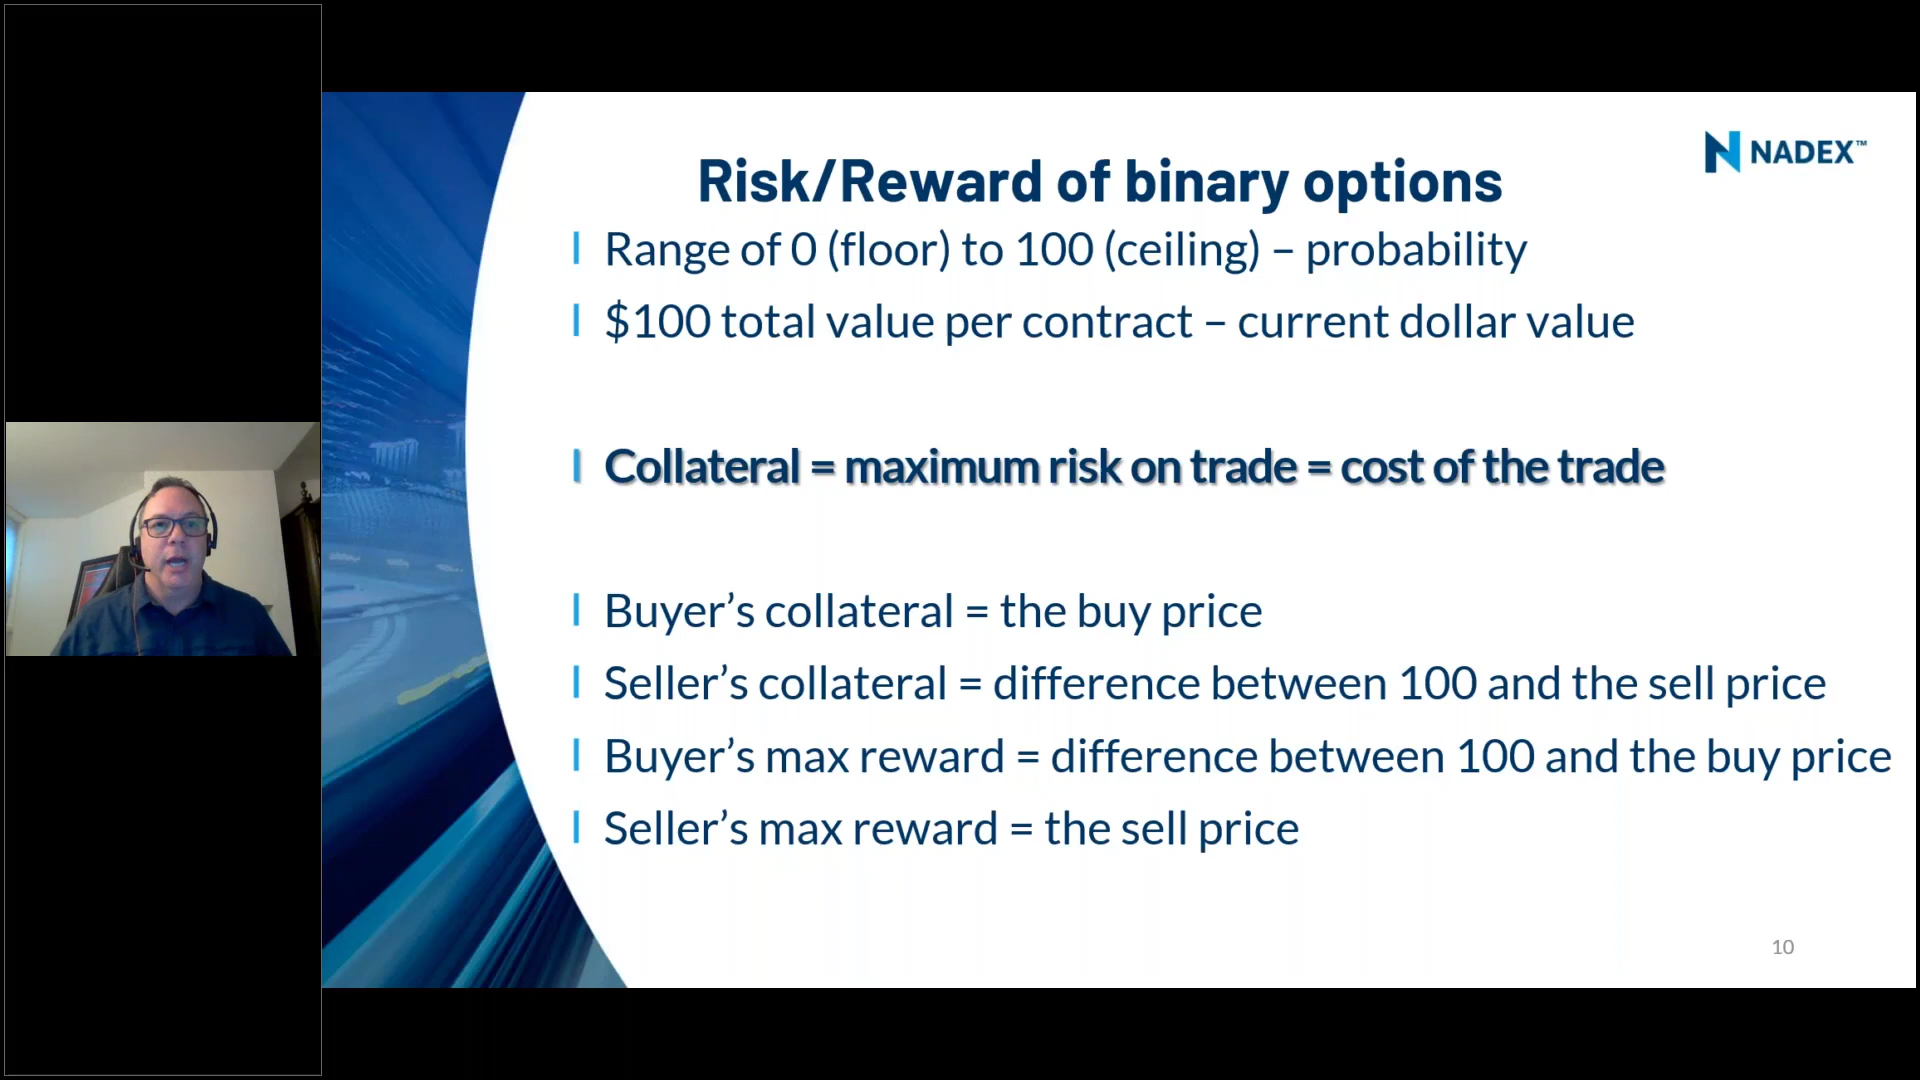 NADEX™
Risk/Reward of binary options
Range of 0 (floor) to 100 (ceiling) – probability
$100 total value per contract – current dollar value
Collateral = maximum risk on trade = cost of the trade
Buyer’s collateral = the buy price
Seller’s collateral = difference between 100 and the sell price
Buyer’s max reward = difference between 100 and the buy price
Seller’s max reward = the sell price
10